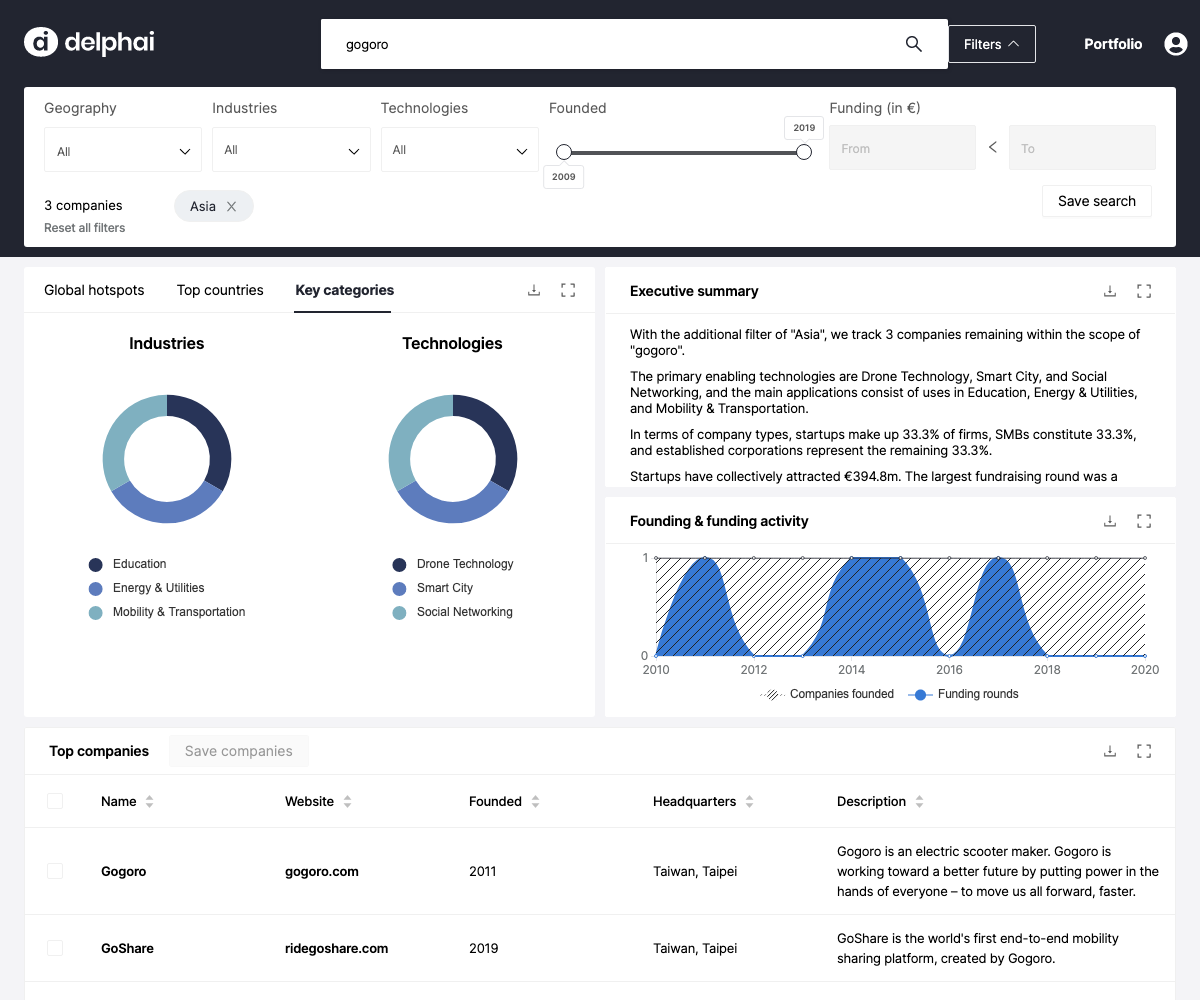 delphai
gogoro
Filters
Portfolio
Geography
Industries
Technologies
Founded
Funding (in €)
All
All
All
2019
2009
From
<
To
3 companies
Asia
Reset all filters
Save search
Global hotspots
Top countries
Key categories
Industries
Technologies
Education
Energy & Utilities
Mobility & Transportation
Drone Technology
Smart City
Social Networking
Executive summary
With the additional filter of "Asia", we track 3 companies remaining within the scope of
"gogoro".
The primary enabling technologies are Drone Technology, Smart City, and Social
Networking, and the main applications consist of uses in Education, Energy & Utilities,
and Mobility & Transportation.
In terms of company types, startups make up 33.3% of firms, SMBs constitute 33.3%,
and established corporations represent the remaining 33.3%.
Startups have collectively attracted €394.8m. The largest fundraising round was a
Founding & funding activity
1
0
2010 2012 2014 2016 2018 2020
Companies founded
Funding rounds
Top companies
Save companies
Name Website Founded Headquarters Description
Gogoro
gogoro.com
2011
Taiwan, Taipei
Gogoro is an electric scooter maker. Gogoro is
working toward a better future by putting power in the
hands of everyone – to move us all forward, faster.
GoShare
ridegoshare.com
2019
Taiwan, Taipei
GoShare is the world's first end-to-end mobility
sharing platform, created by Gogoro.